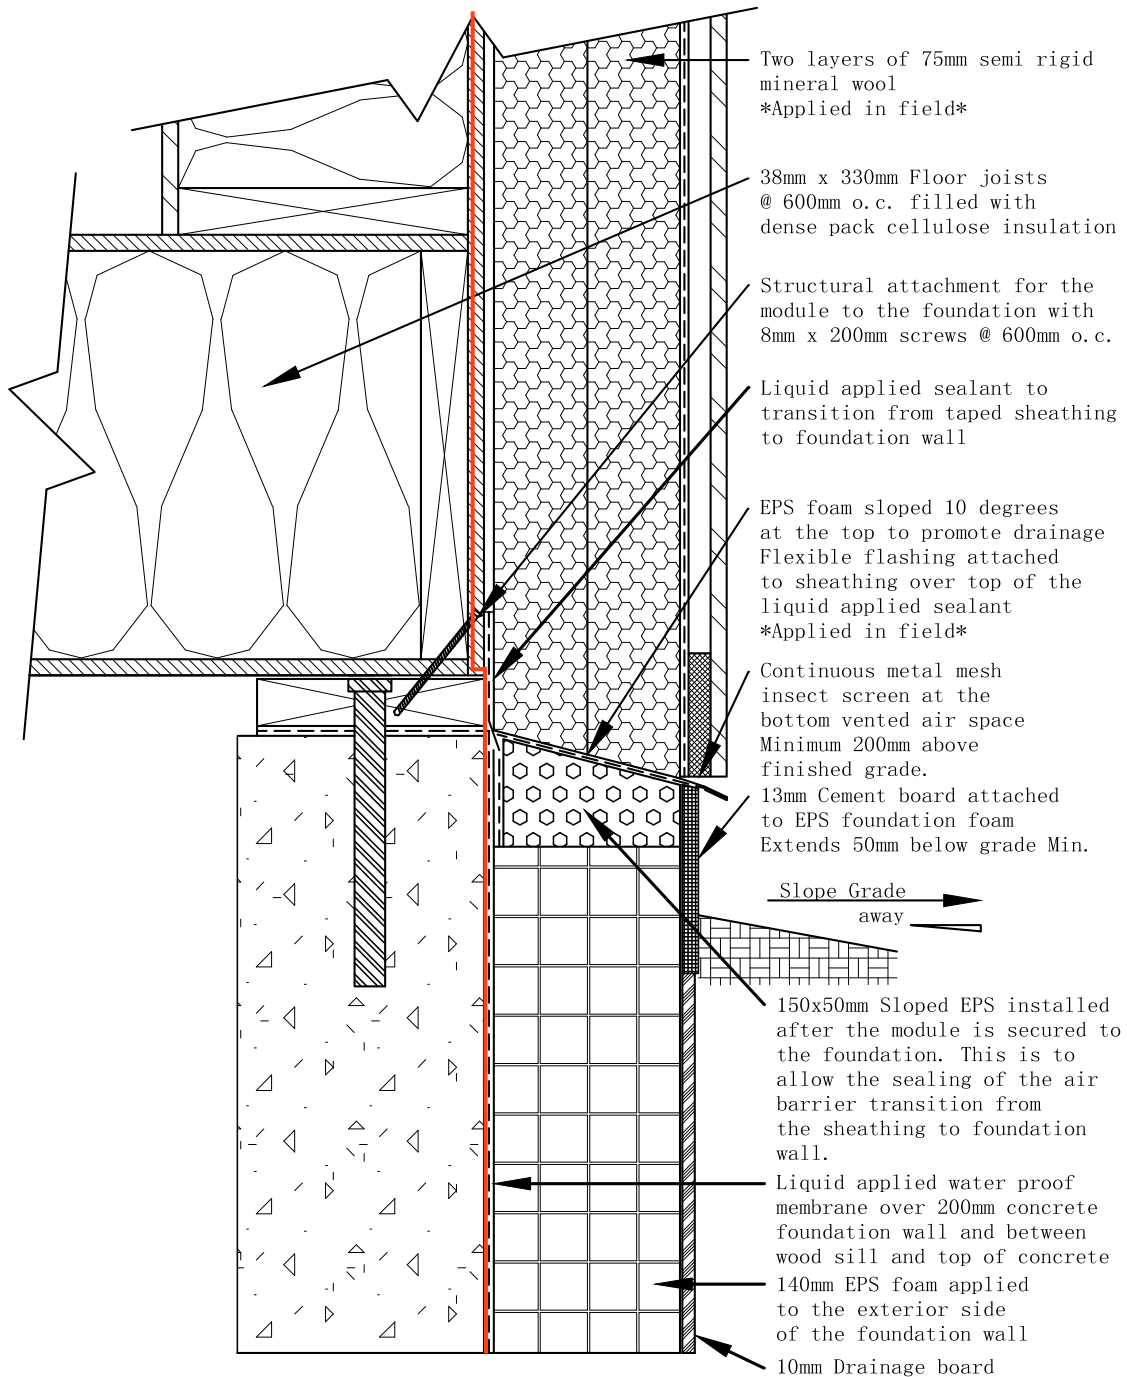 Two layers of 75mm semi rigid
mineral wool
*Applied in field*
38mm x 330mm Floor joists
@ 600mm o.c. filled with
dense pack cellulose insulation
Structural attachment for the
module to the foundation with
8mm x 200mm screws @ 600mm o.c.
Liquid applied sealant to
transition from taped sheathing
to foundation wall
EPS foam sloped 10 degrees
at the top to promote drainage
Flexible flashing attached
to sheathing over top of the
liquid applied sealant
*Applied in field*
Continuous metal mesh
insect screen at the
bottom vented air space
Minimum 200mm above
finished grade.
13mm Cement board attached
to EPS foundation foam
Extends 50mm below grade Min.
Slope Grade
away
150x50mm Sloped EPS installed
after the module is secured to
the foundation. This is to
allow the sealing of the air
barrier transition from
the sheathing to foundation
wall.
Liquid applied water proof
membrane over 200mm concrete
foundation wall and between
wood sill and top of concrete
140mm EPS foam applied
to the exterior side
of the foundation wall
10mm Drainage board